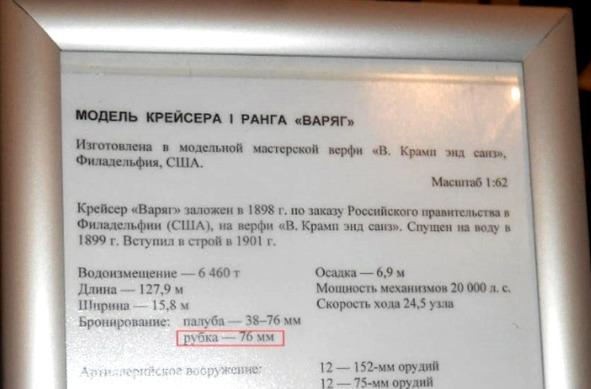 МОДЕЛЬ КРЕЙСЕРА I РАНГА «ВАРЯГ»
Изготовлена в модельной мастерской верфи «В. Крамп энд санз»,
Филадельфия, США.
Масштаб 1:62
Крейсер «Варяг» заложен в 1898 г. по заказу Российского правительства в
Филадельфии (США), на верфи «В. Крамп энд санз». Спущен на воду в
1899 г. Вступил в строй в 1901 г.
Водоизмещение — 6 460 т
Длина — 127,9 м
Ширина — 15,8 м
Бронирование: палуба — 38–76 мм
рубка — 76 мм
Осадка — 6,9 м
Мощность механизмов 20 000 л. с.
Скорость хода 24,5 узла
Артиллерийское вооружение:
12 — 152-мм орудий
12 — 75-мм орудий